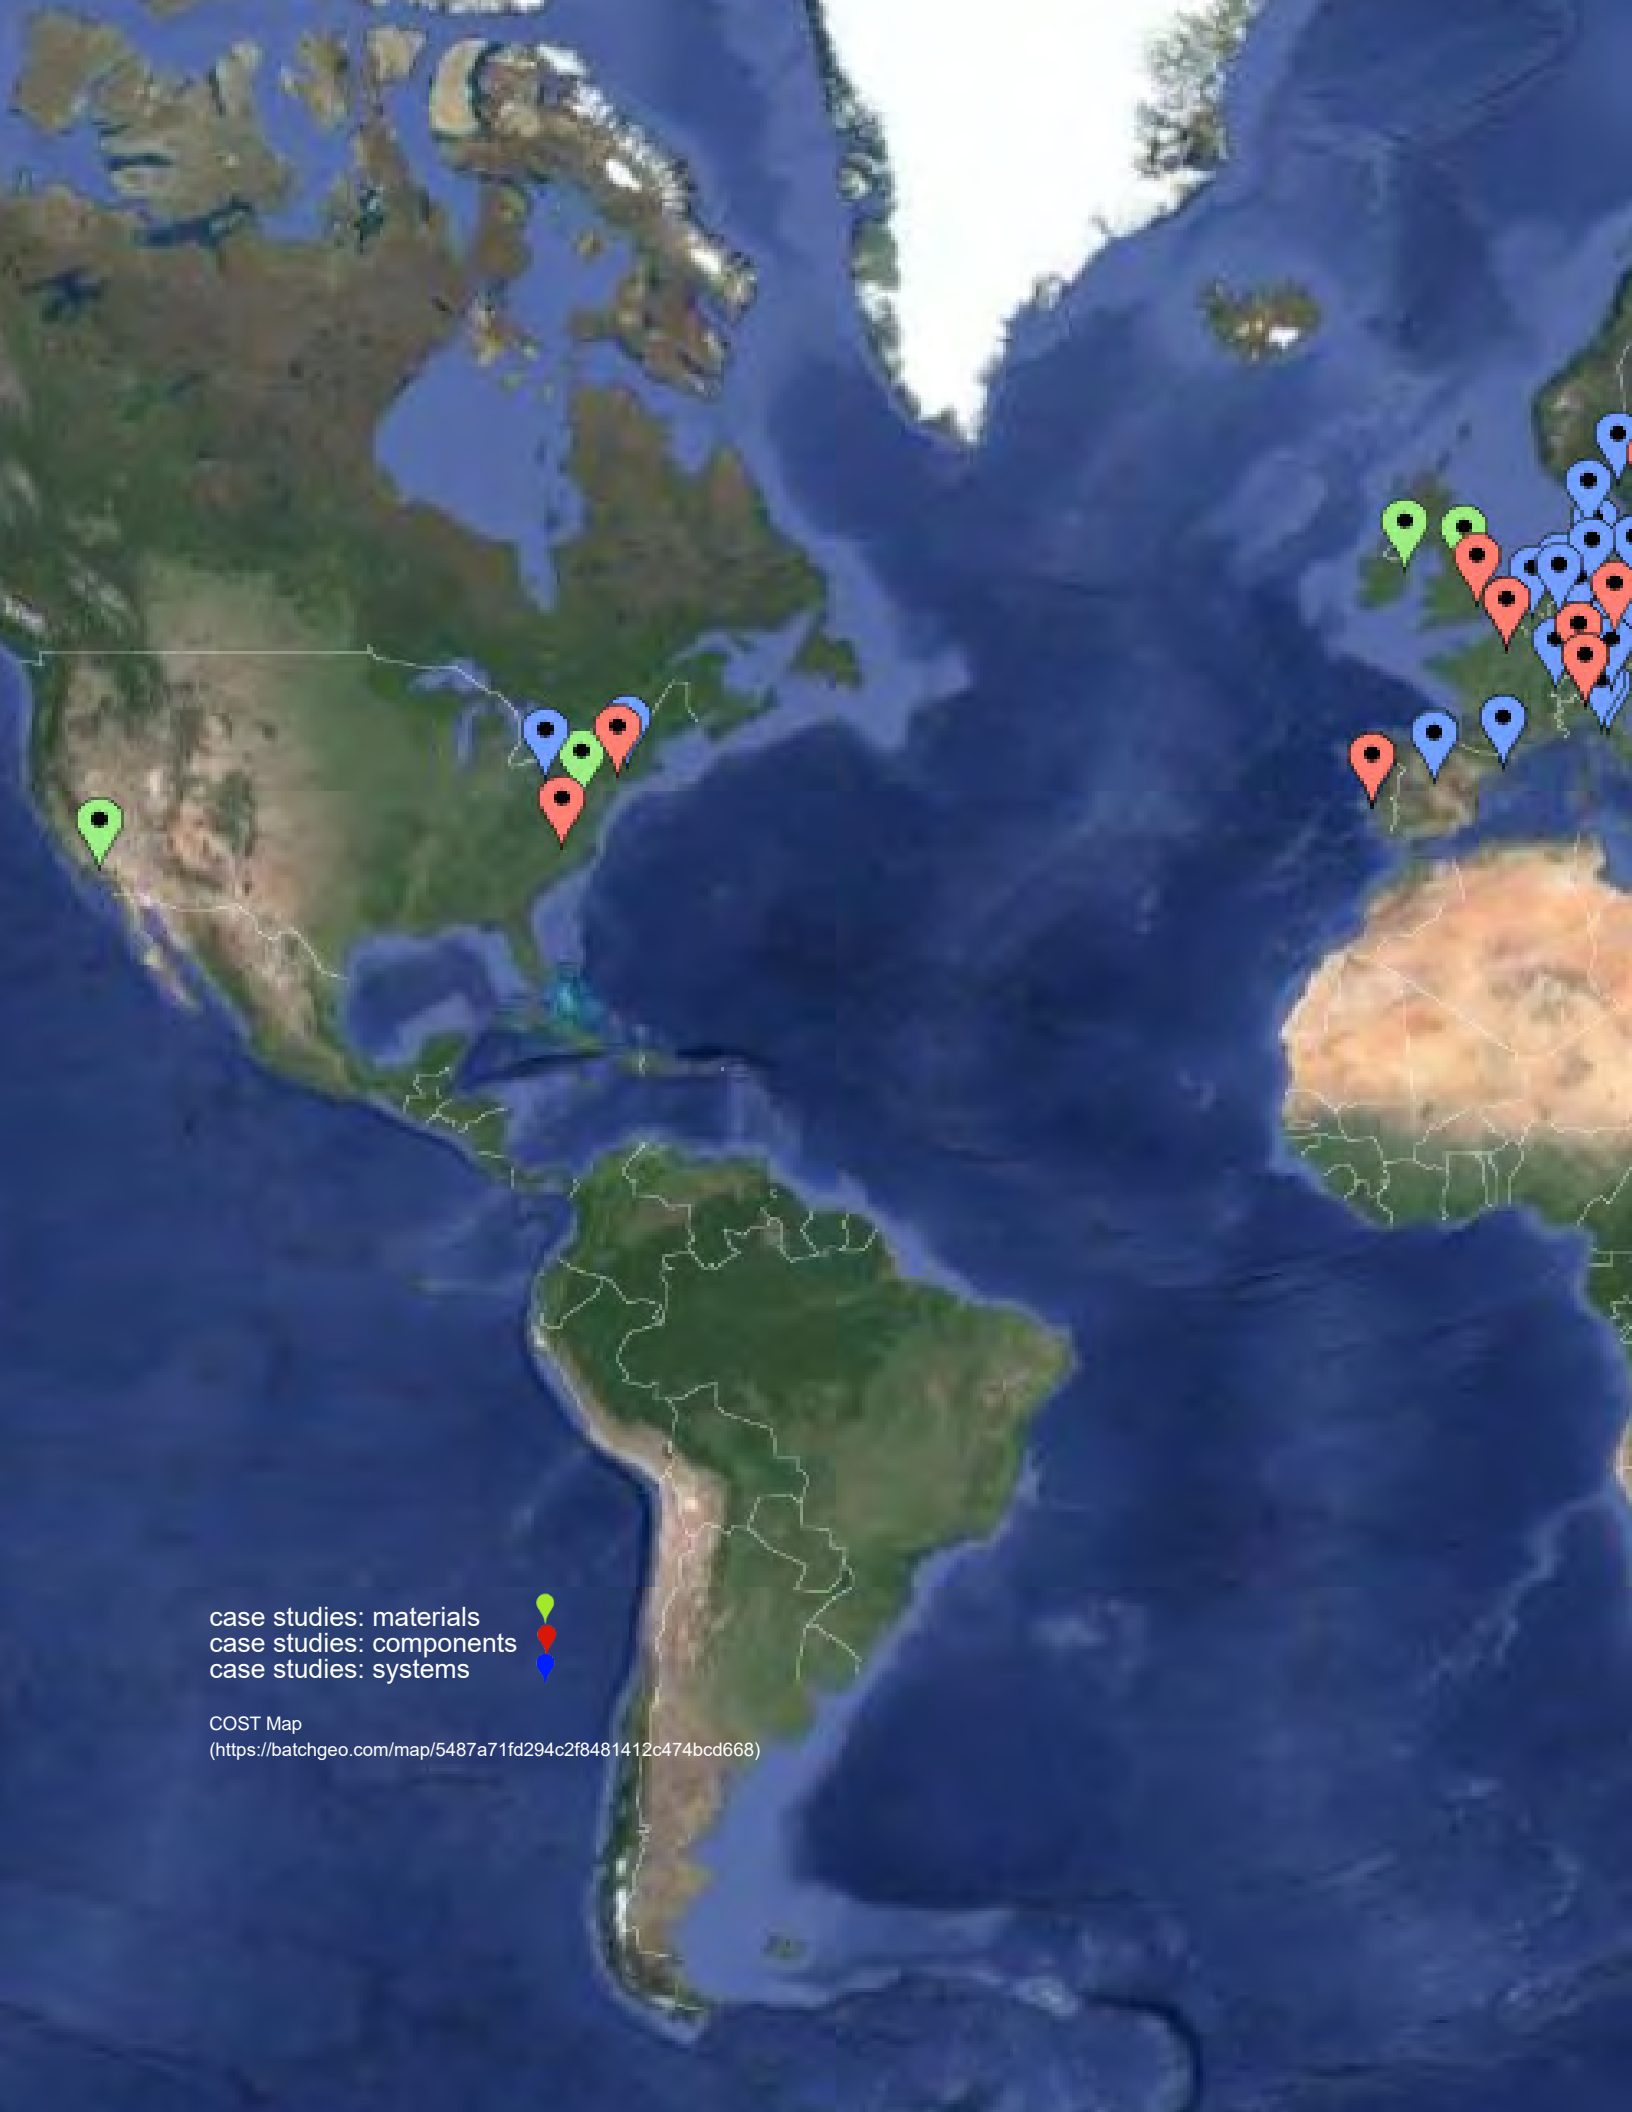 case studies: materials
case studies: components
case studies: systems
COST Map
(https://batchgeo.com/map/5487a71fd294c2f8481412c474bcd668)